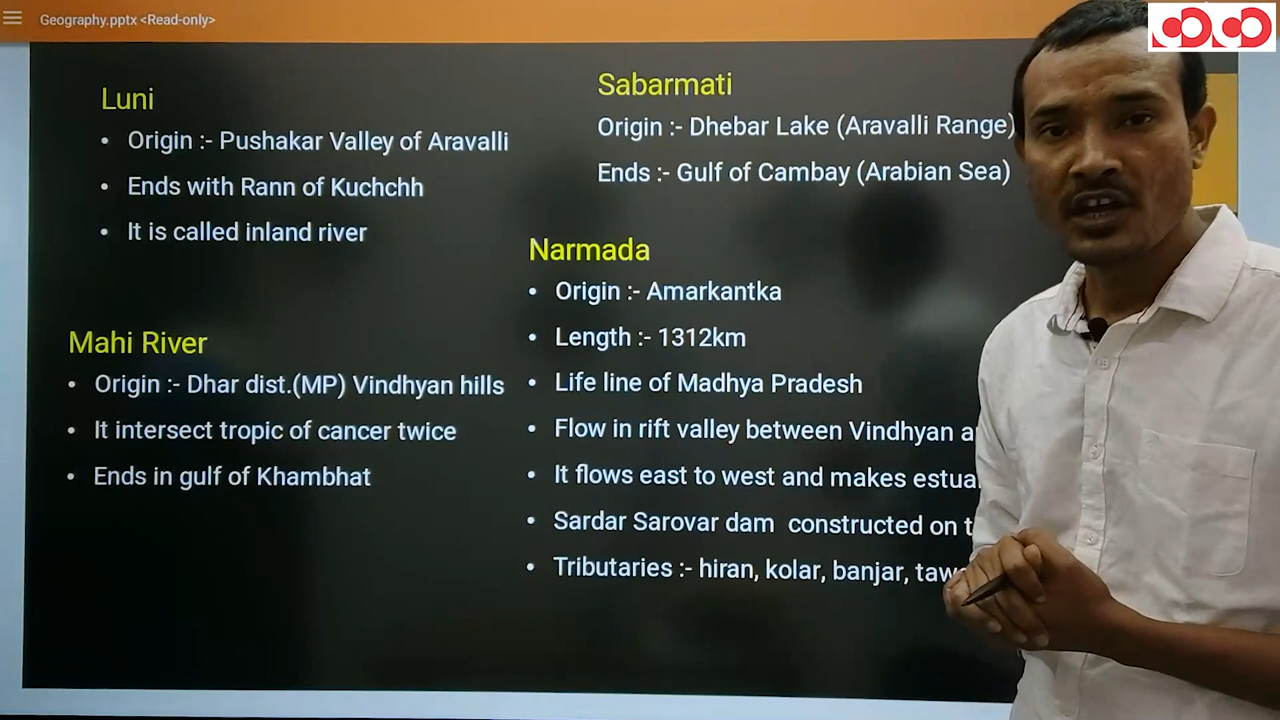 Geography.pptx <Read-only>
Luni
• Origin :- Pushakar Valley of Aravalli
• Ends with Rann of Kuchchh
• It is called inland river
Mahi River
• Origin :- Dhar dist.(MP) Vindhyan hills
• It intersect tropic of cancer twice
• Ends in gulf of Khambhat
Sabarmati
Origin :- Dhebar Lake (Aravalli Range)
Ends :- Gulf of Cambay (Arabian Sea)
Narmada
• Origin :- Amarkantka
• Length :- 1312km
• Life line of Madhya Pradesh
• Flow in rift valley between Vindhyan
• It flows east to west and makes
• Sardar Sarovar dam constructed on
• Tributaries :- hiran, kolar, banjar,